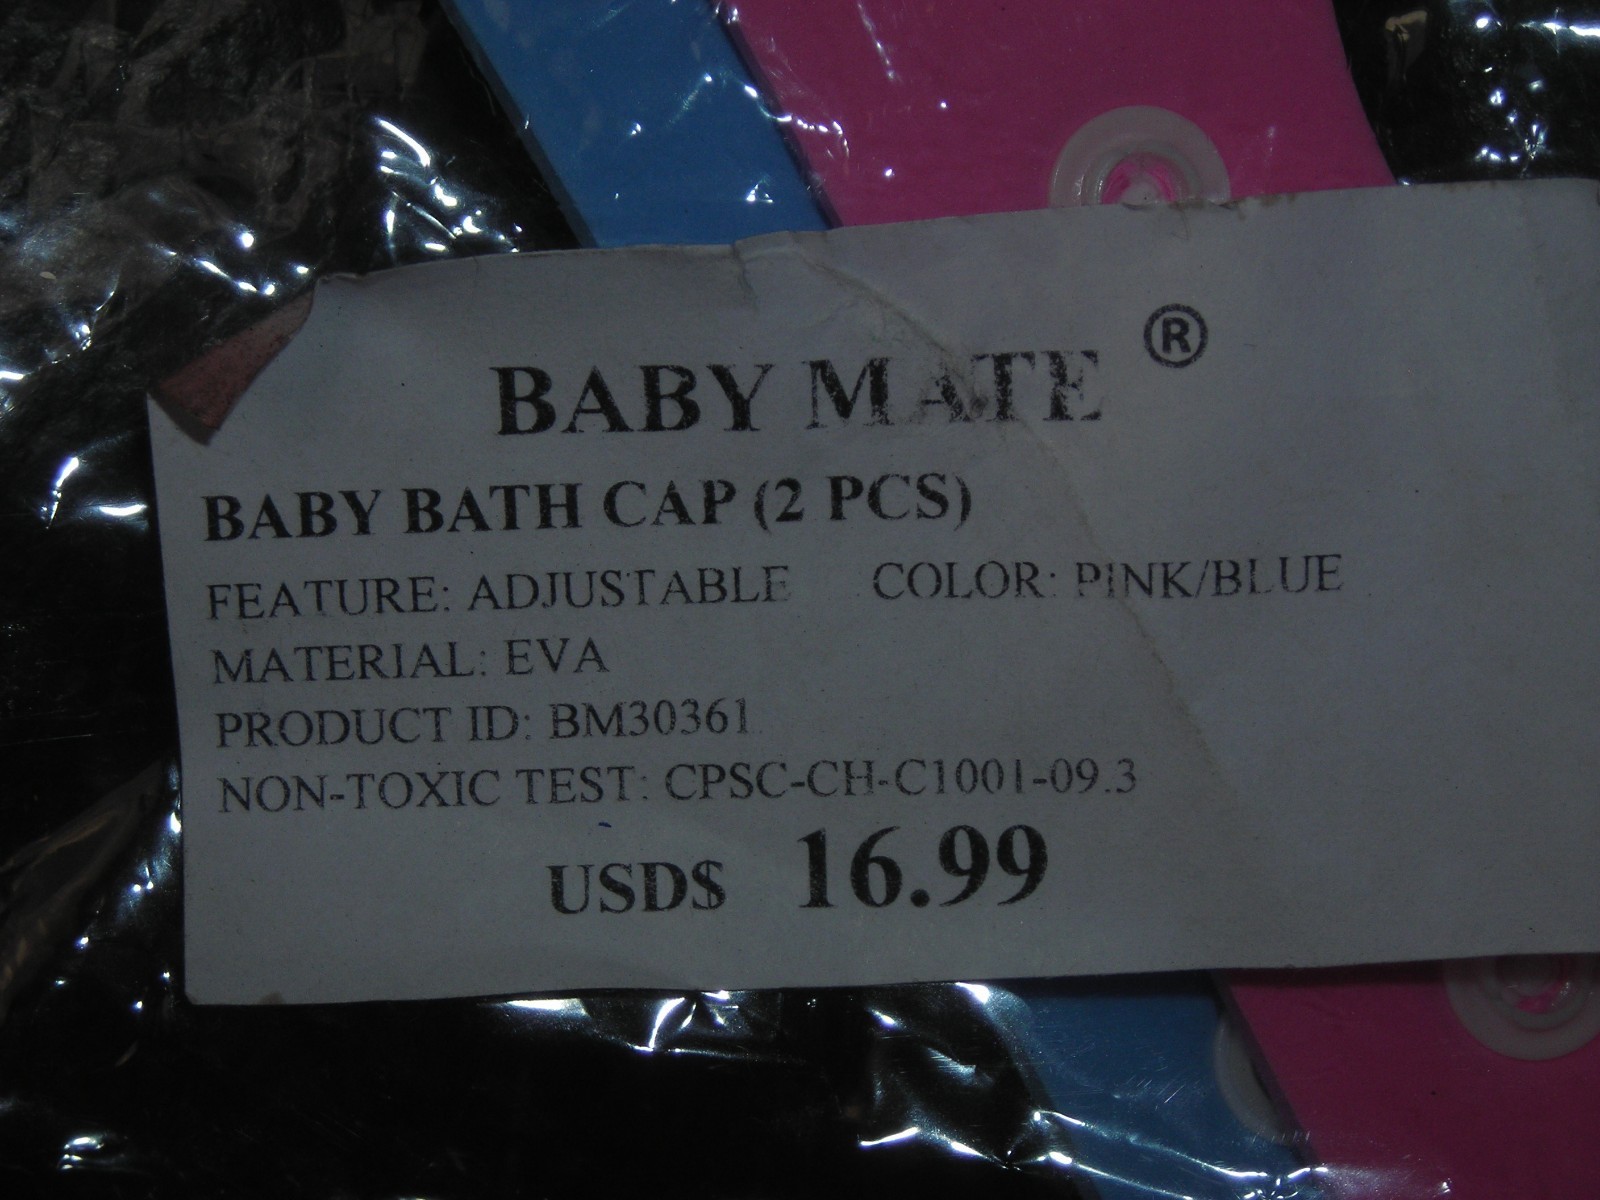 BABY MATE ®
BABY BATH CAP (2 PCS)
FEATURE: ADJUSTABLE COLOR: PINK/BLUE
MATERIAL: EVA
PRODUCT ID: BM30361
NON-TOXIC TEST: CPSC-CH-C1001-09.3
USD$ 16.99